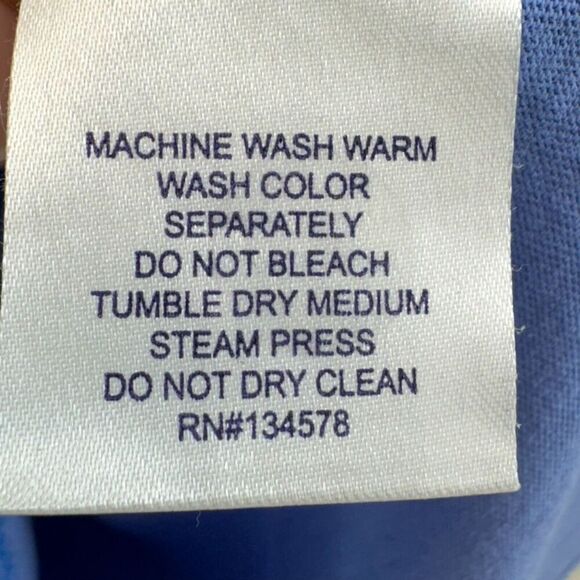 MACHINE WASH WARM
WASH COLOR
SEPARATELY
DO NOT BLEACH
TUMBLE DRY MEDIUM
STEAM PRESS
DO NOT DRY CLEAN
RN#134578